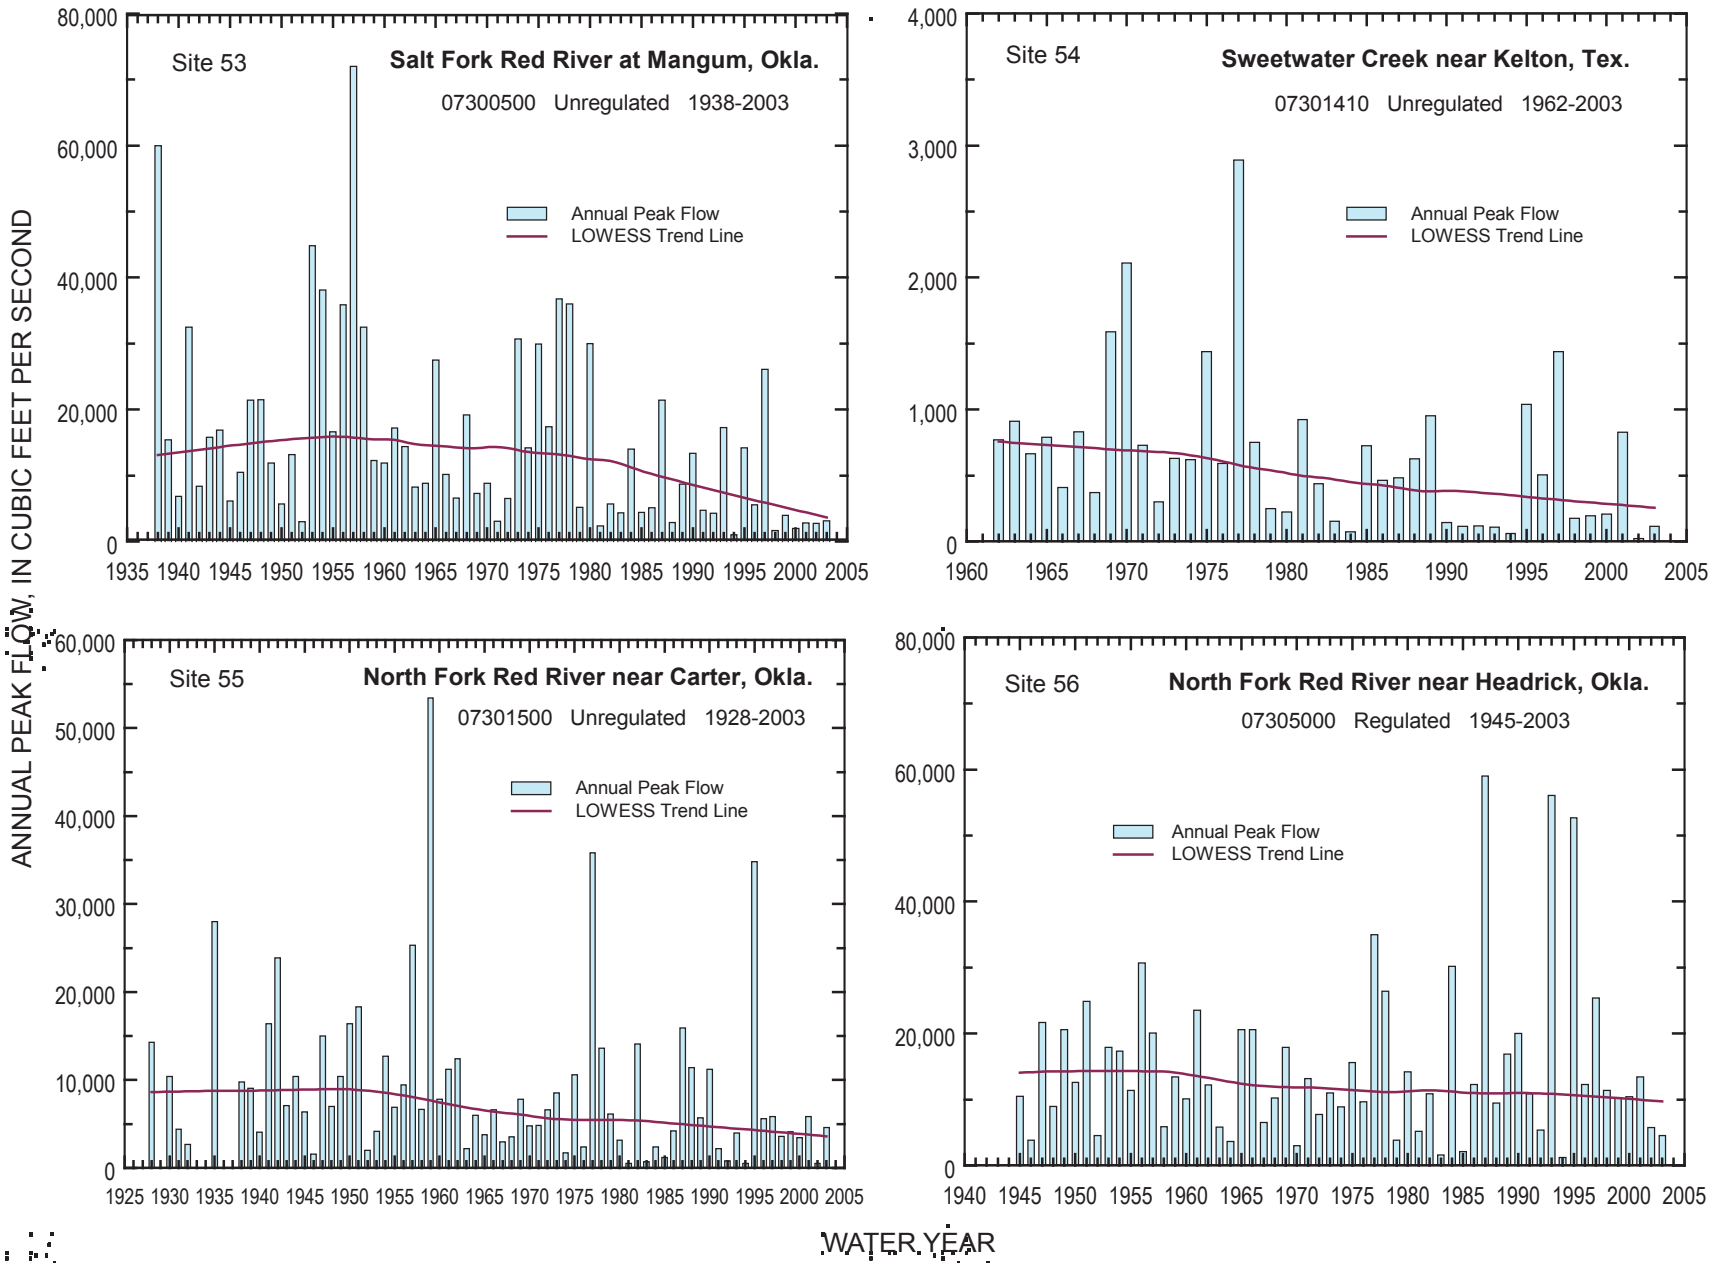 ANNUAL PEAK FLOW, IN CUBIC FEET PER SECOND
Site 53
Salt Fork Red River at Mangum, Okla.
07300500 Unregulated 1938-2003
Annual Peak Flow
LOWESS Trend Line
80,000
60,000
40,000
20,000
0
1935 1940 1945 1950 1955 1960 1965 1970 1975 1980 1985 1990 1995 2000 2005
Site 54
Sweetwater Creek near Kelton, Tex.
07301410 Unregulated 1962-2003
Annual Peak Flow
LOWESS Trend Line
4,000
3,000
2,000
1,000
0
1960 1965 1970 1975 1980 1985 1990 1995 2000 2005
Site 55
North Fork Red River near Carter, Okla.
07301500 Unregulated 1928-2003
Annual Peak Flow
LOWESS Trend Line
60,000
50,000
40,000
30,000
20,000
10,000
0
1925 1930 1935 1940 1945 1950 1955 1960 1965 1970 1975 1980 1985 1990 1995 2000 2005
Site 56
North Fork Red River near Headrick, Okla.
07305000 Regulated 1945-2003
Annual Peak Flow
LOWESS Trend Line
80,000
60,000
40,000
20,000
0
1940 1945 1950 1955 1960 1965 1970 1975 1980 1985 1990 1995 2000 2005
WATER YEAR